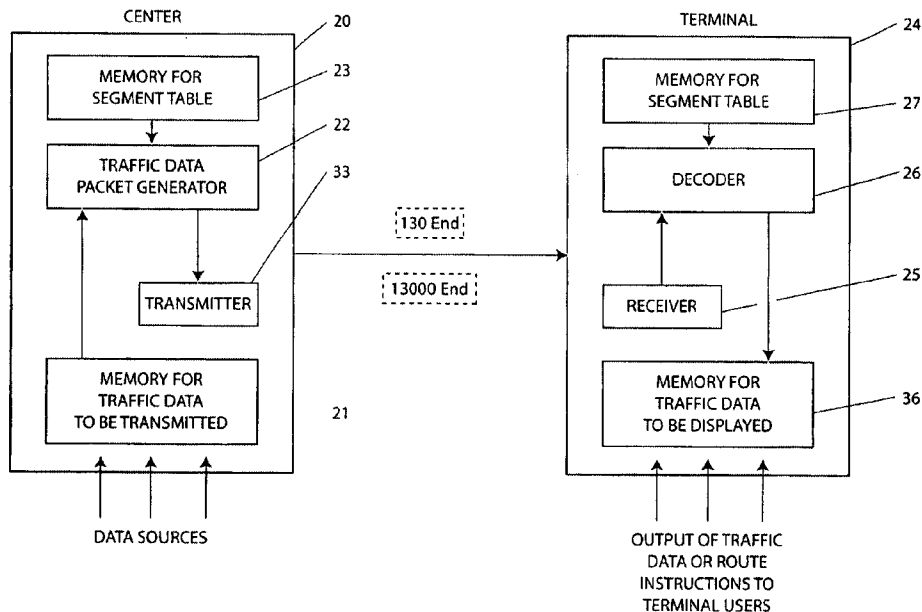 CENTER
20
MEMORY FOR
SEGMENT TABLE
23
22
TRAFFIC DATA
PACKET GENERATOR
33
TRANSMITTER
MEMORY FOR
TRAFFIC DATA
TO BE TRANSMITTED
21
DATA SOURCES
130 End
13000 End
TERMINAL
24
MEMORY FOR
SEGMENT TABLE
27
DECODER
26
RECEIVER
25
MEMORY FOR
TRAFFIC DATA
TO BE DISPLAYED
36
OUTPUT OF TRAFFIC
DATA OR ROUTE
INSTRUCTIONS TO
TERMINAL USERS